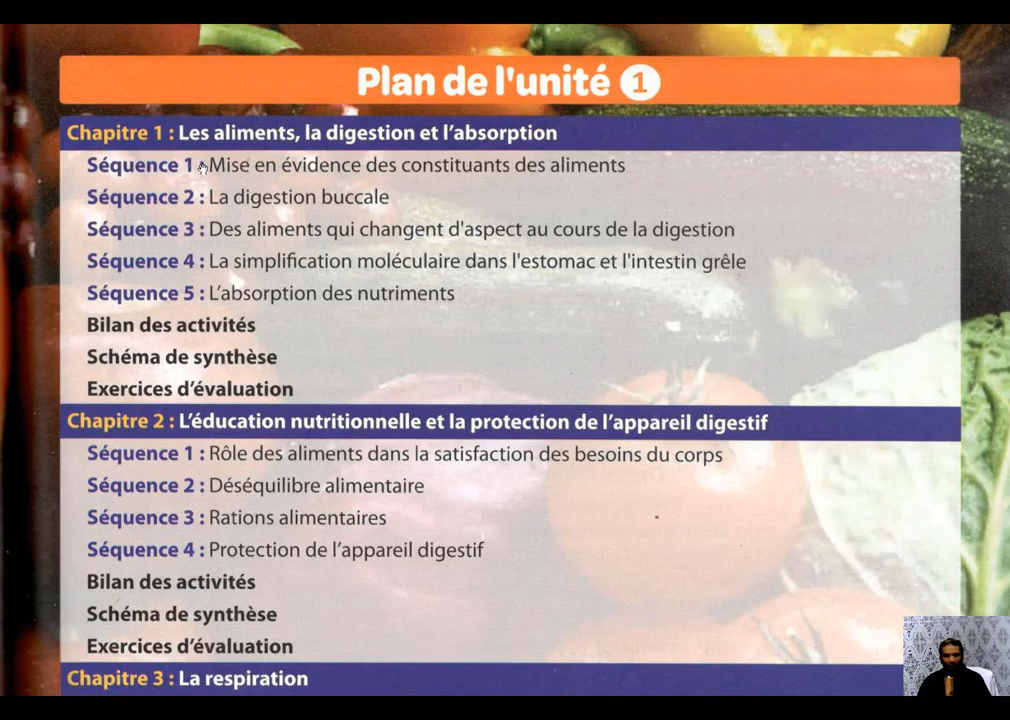 Plan de l'unité 1
Chapitre 1 : Les aliments, la digestion et l'absorption
Séquence 1 : Mise en évidence des constituants des aliments
Séquence 2 : La digestion buccale
Séquence 3 : Des aliments qui changent d'aspect au cours de la digestion
Séquence 4 : La simplification moléculaire dans l'estomac et l'intestin grêle
Séquence 5 : L'absorption des nutriments
Bilan des activités
Schéma de synthèse
Exercices d'évaluation
Chapitre 2 : L'éducation nutritionnelle et la protection de l'appareil digestif
Séquence 1 : Rôle des aliments dans la satisfaction des besoins du corps
Séquence 2 : Déséquilibre alimentaire
Séquence 3 : Rations alimentaires
Séquence 4 : Protection de l'appareil digestif
Bilan des activités
Schéma de synthèse
Exercices d'évaluation
Chapitre 3 : La respiration